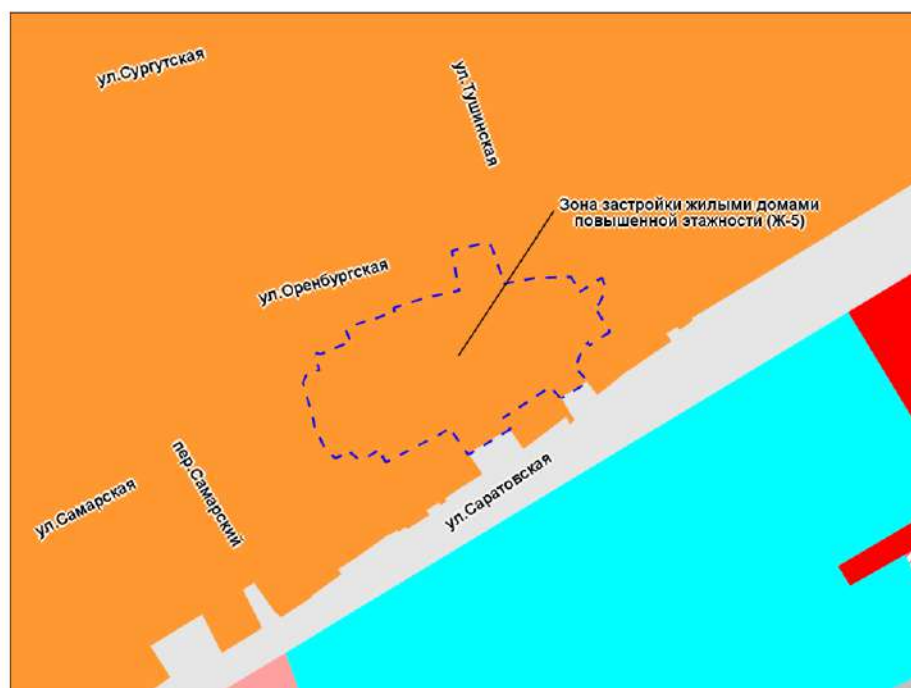 ул.Сургутская
ул.Тушинская
Зона застройки жилыми домами
повышенной этажности (Ж-5)
ул.Оренбургская
пер.Самарский
ул.Самарская
ул.Саратовская